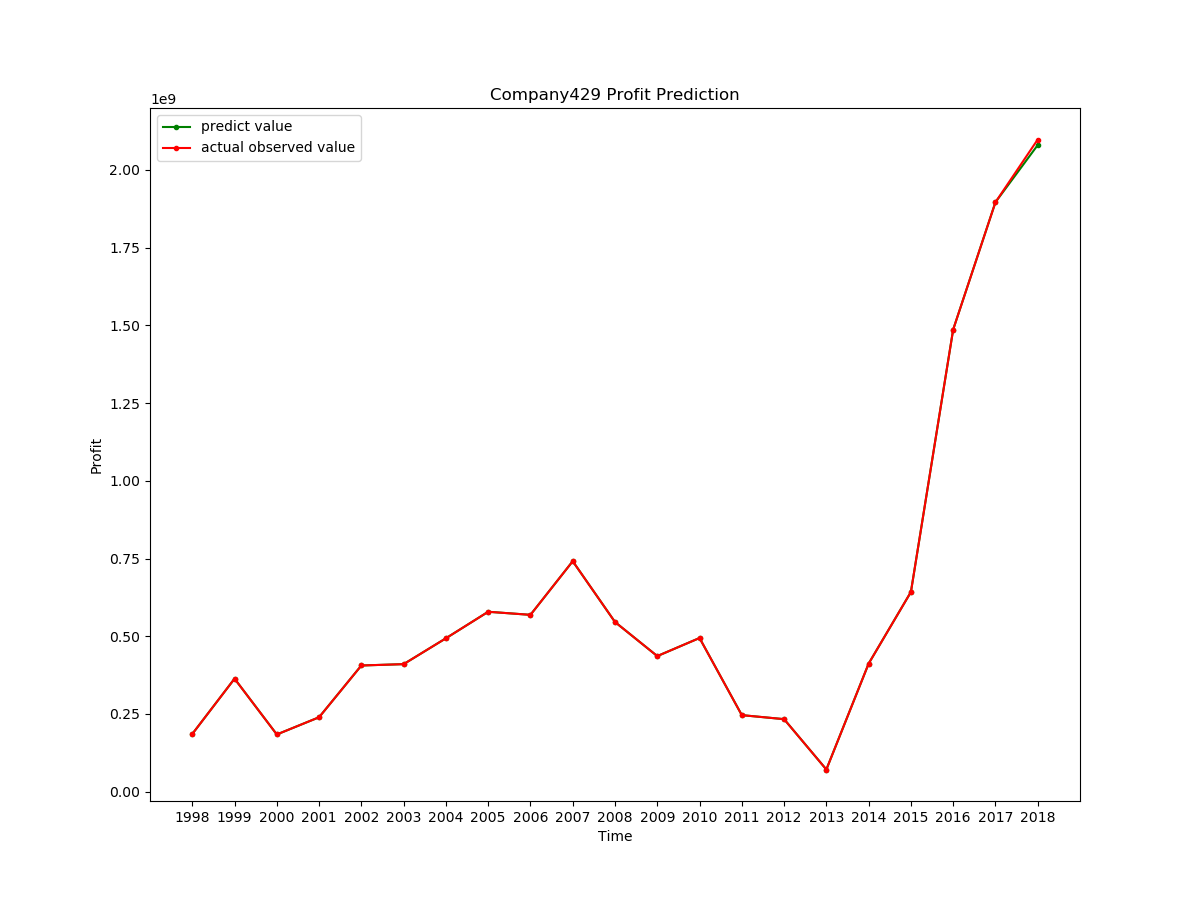 Company429 Profit Prediction
1e9
predict value
actual observed value
2.00
1.75
1.50
1.25
1.00
0.75
0.50
0.25
0.00
Profit
1998 1999 2000 2001 2002 2003 2004 2005 2006 2007 2008 2009 2010 2011 2012 2013 2014 2015 2016 2017 2018
Time